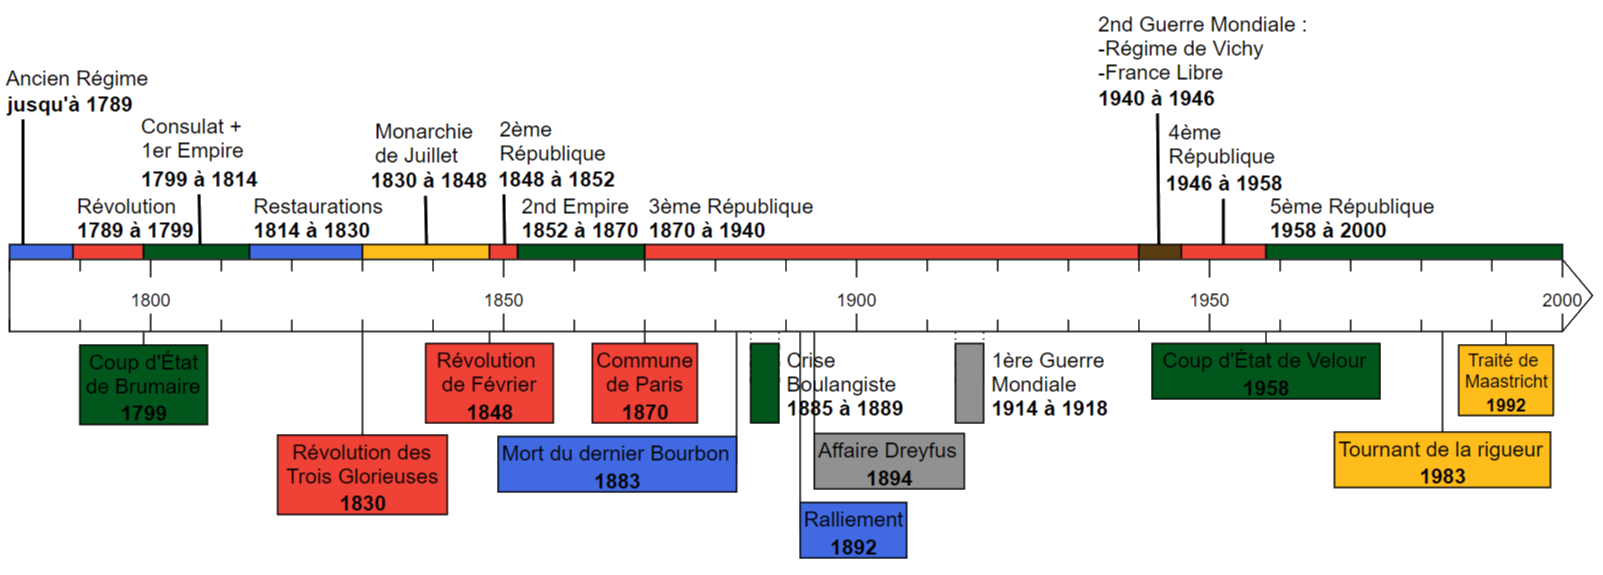 2nd Guerre Mondiale :
-Régime de Vichy
-France Libre
1940 à 1946
Ancien Régime
jusqu'à 1789
Consulat +
1er Empire
1799 à 1814
Monarchie
de Juillet
1830 à 1848
2ème
République
1848 à 1852
4ème
République
1946 à 1958
Révolution
1789 à 1799
Restaurations
1814 à 1830
2nd Empire
1852 à 1870
3ème République
1870 à 1940
5ème République
1958 à 2000
1800
1850
1900
1950
2000
Coup d'État
de Brumaire
1799
Révolution
de Février
1848
Commune
de Paris
1870
Crise
Boulangiste
1885 à 1889
1ère Guerre
Mondiale
1914 à 1918
Coup d'État de Velour
1958
Traité de
Maastricht
1992
Révolution des
Trois Glorieuses
1830
Mort du dernier Bourbon
1883
Affaire Dreyfus
1894
Tournant de la rigueur
1983
Ralliement
1892